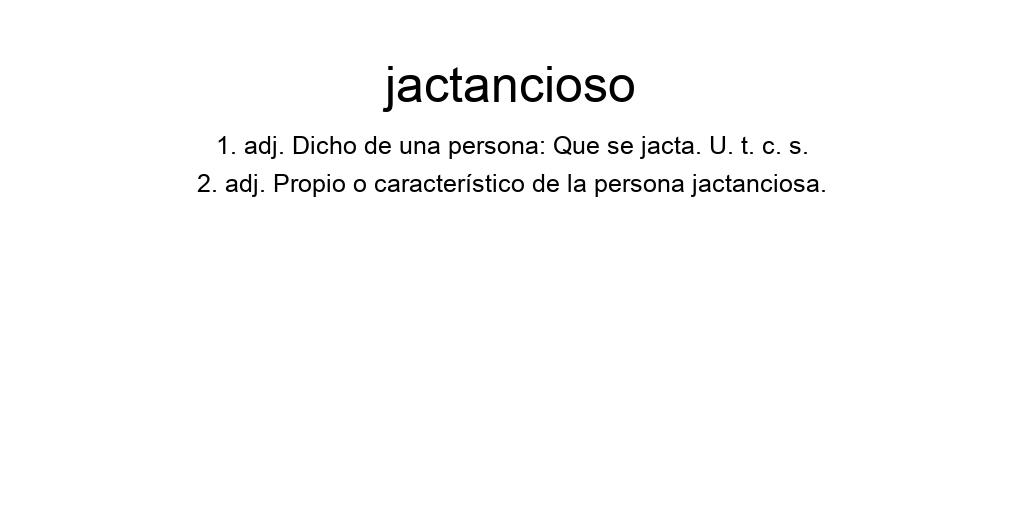 jactancioso
1. adj. Dicho de una persona: Que se jacta. U. t. c. s.
2. adj. Propio o característico de la persona jactanciosa.